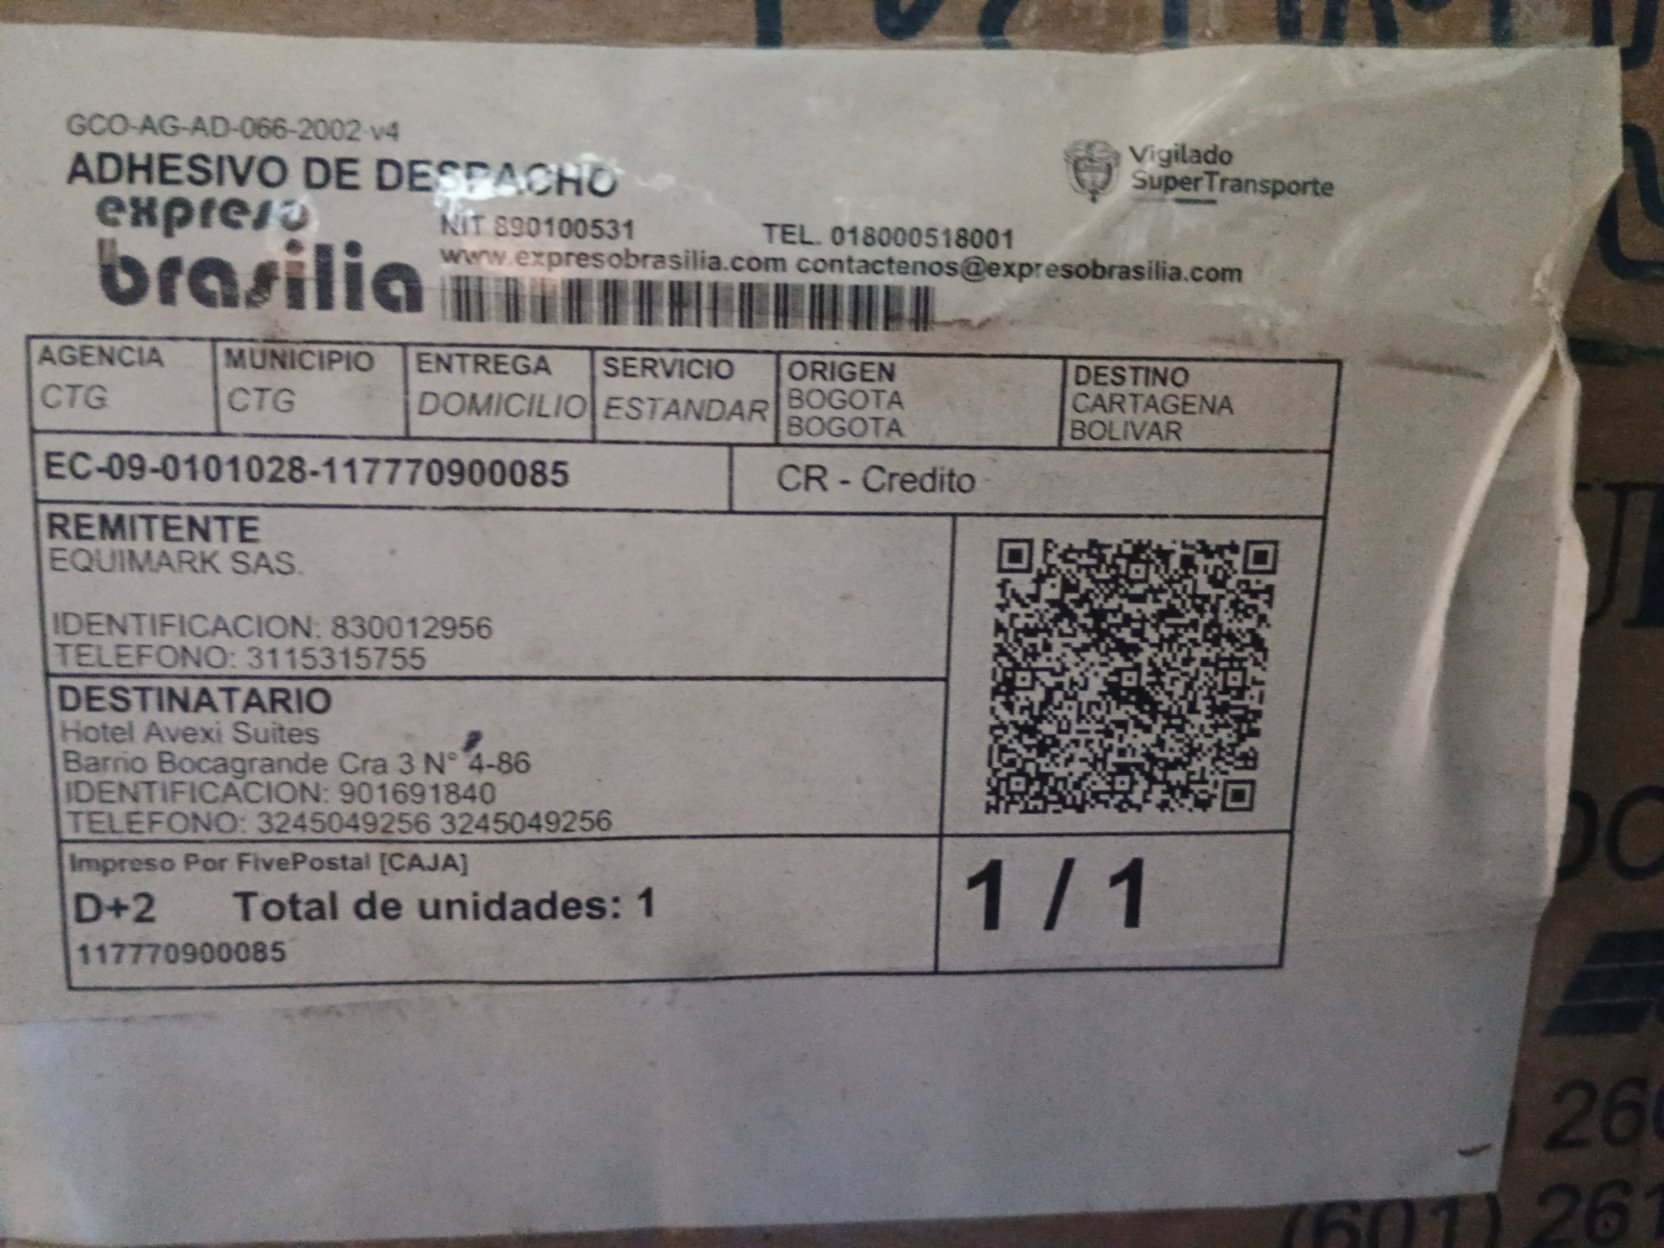 GCO-AG-AD-066-2002 v4
ADHESIVO DE DESPACHO
Vigilado
SuperTransporte
expreso
brasilia
NIT 890100531 TEL. 018000518001
www.expresobrasilia.com contactenos@expresobrasilia.com
AGENCIA MUNICIPIO ENTREGA SERVICIO ORIGEN DESTINO
CTG CTG DOMICILIO ESTANDAR BOGOTA CARTAGENA
BOGOTA BOLIVAR
EC-09-0101028-117770900085 CR - Credito
REMITENTE
EQUIMARK SAS.
IDENTIFICACION: 830012956
TELEFONO: 3115315755
DESTINATARIO
Hotel Avexi Suites
Barrio Bocagrande Cra 3 N° 4-86
IDENTIFICACION: 901691840
TELEFONO: 3245049256 3245049256
Impreso Por FivePostal [CAJA]
D+2 Total de unidades: 1
1 / 1
117770900085
260
(601) 261